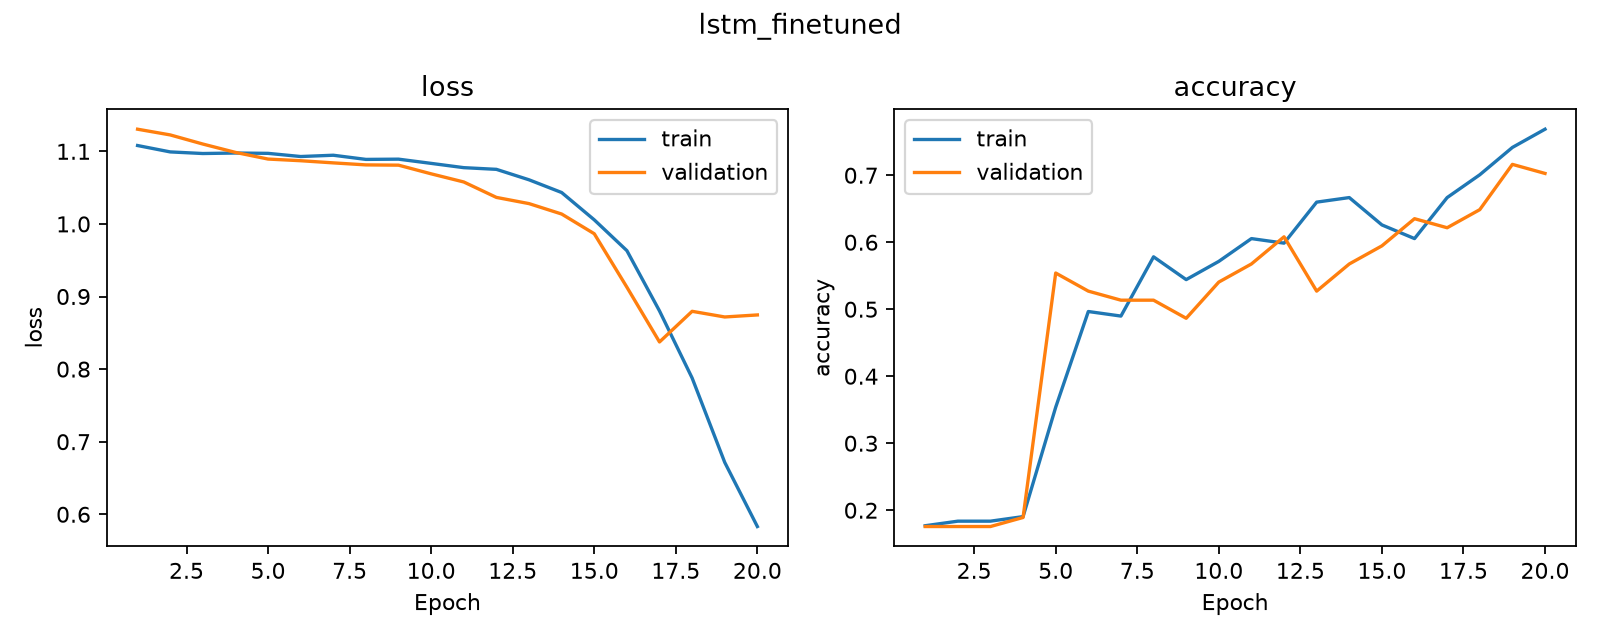 lstm_finetuned
loss
train
validation
1.1
1.0
0.9
0.8
0.7
0.6
loss
2.5 5.0 7.5 10.0 12.5 15.0 17.5 20.0
Epoch
accuracy
train
validation
0.7
0.6
0.5
0.4
0.3
0.2
accuracy
2.5 5.0 7.5 10.0 12.5 15.0 17.5 20.0
Epoch